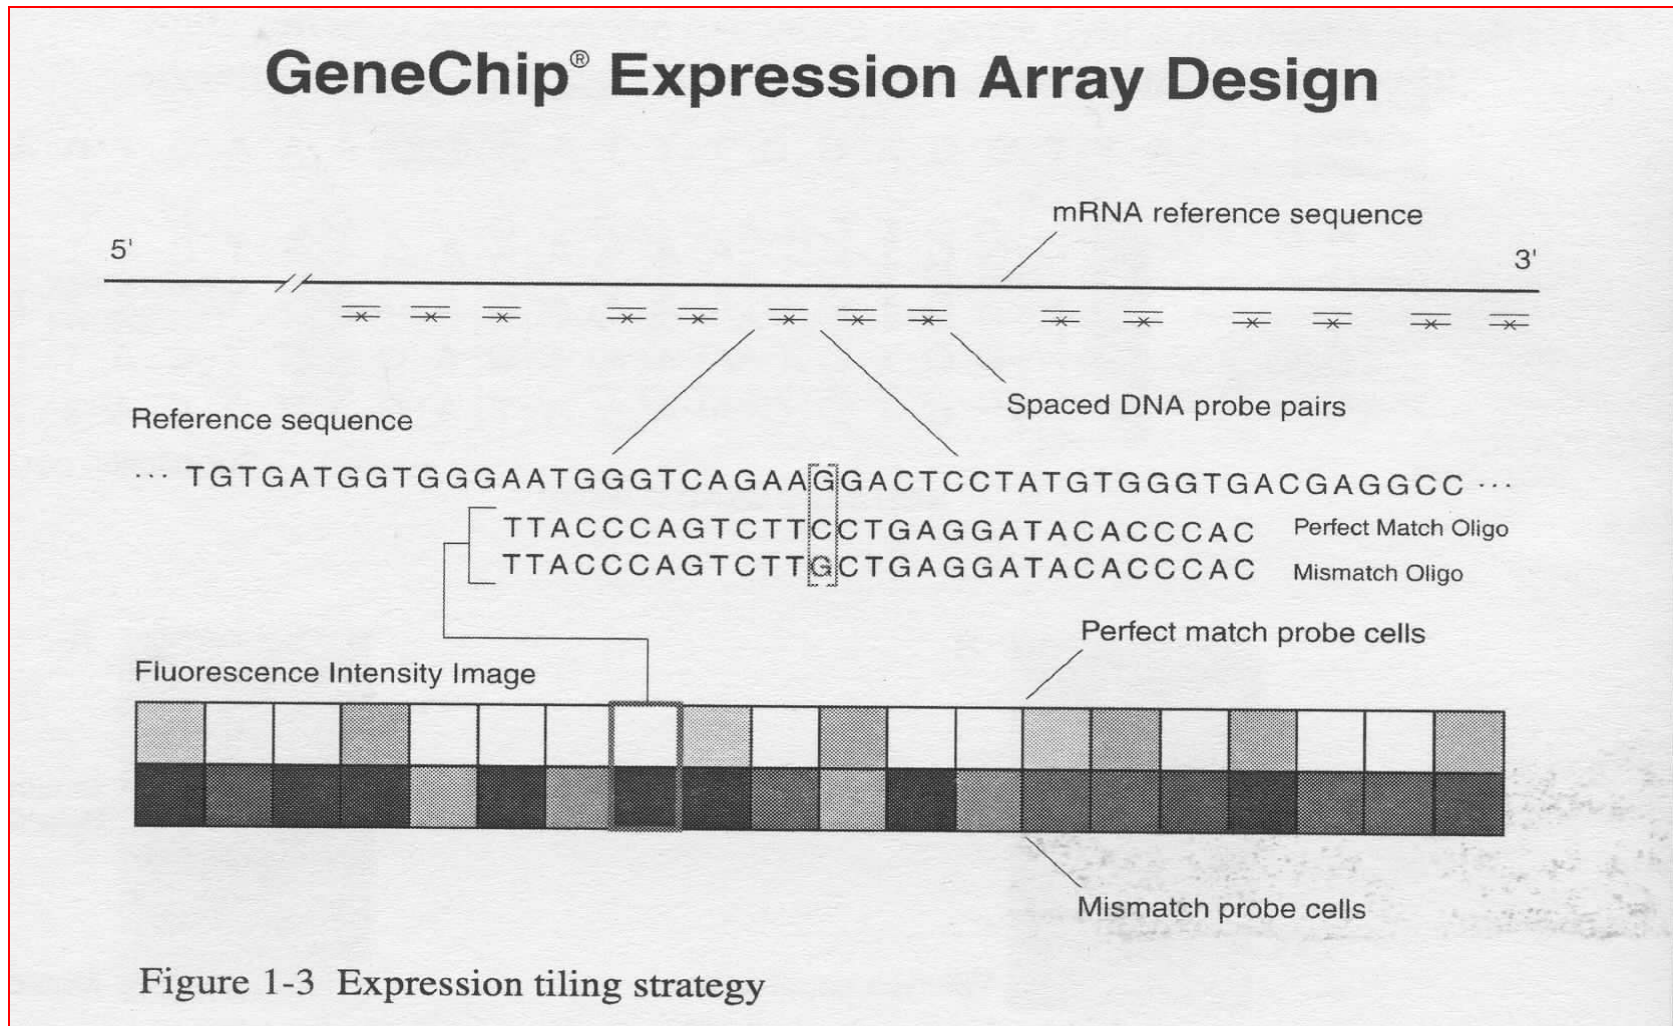 GeneChip® Expression Array Design
mRNA reference sequence
5'
3'
Spaced DNA probe pairs
Reference sequence
··· TGTGATGGTGGGAATGGGTCAGAAGGACTCCTATGTGGGTGACGAGGCC ···
TTACCCAGTCTTCCTGAGGATACACCCAC Perfect Match Oligo
TTACCCAGTCTTGCTGAGGATACACCCAC Mismatch Oligo
Perfect match probe cells
Fluorescence Intensity Image
Mismatch probe cells
Figure 1-3 Expression tiling strategy